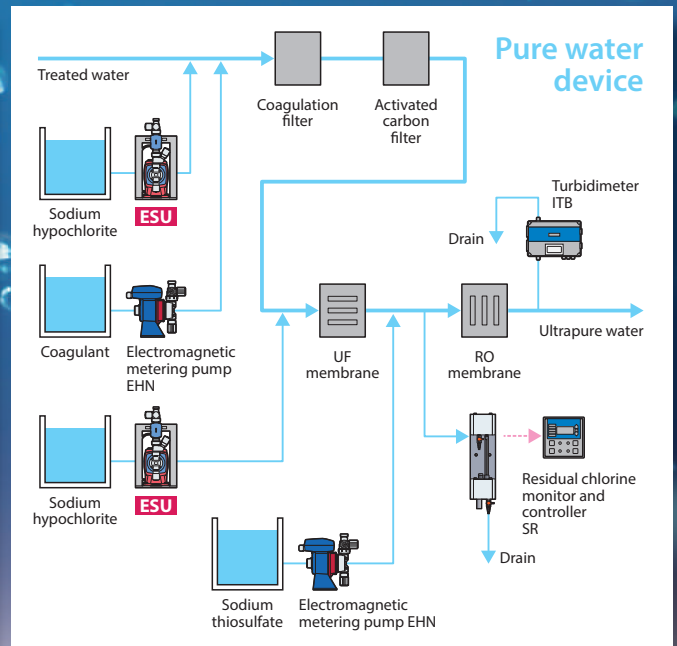 Pure water
device
Treated water
Coagulation
filter
Activated
carbon
filter
Sodium
hypochlorite
ESU
Turbidimeter
ITB
Drain
Coagulant
Electromagnetic
metering pump
EHN
UF
membrane
RO
membrane
Ultrapure water
Sodium
hypochlorite
ESU
Residual chlorine
monitor and
controller
SR
Drain
Sodium
thiosulfate
Electromagnetic
metering pump EHN